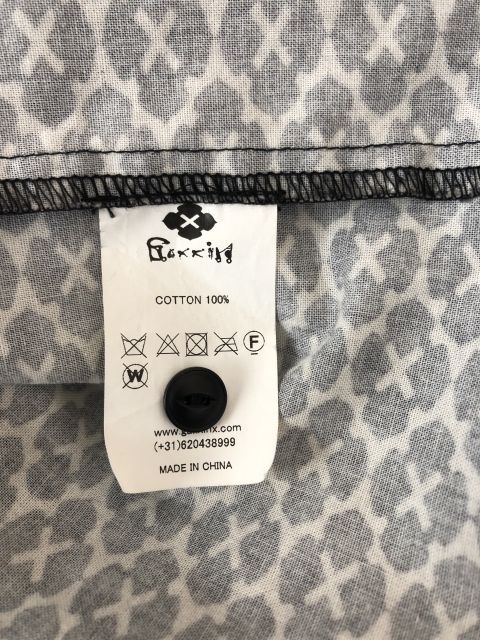 COTTON 100%
F
W
(+31)620438999
MADE IN CHINA